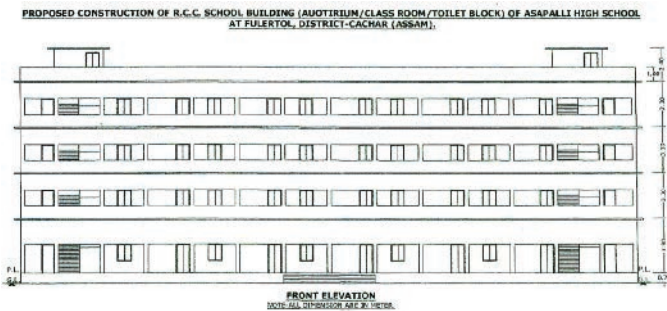 PROPOSED CONSTRUCTION OF R.C.C. SCHOOL BUILDING (AUOTIRIUM/CLASS ROOM/TOILET BLOCK) OF ASAPALLI HIGH SCHOOL
AT FULERTOL, DISTRICT-CACHAR (ASSAM).
P.L.
G.L.
P.L.
G.L.
FRONT ELEVATION
NOTE-ALL DIMENSION ARE IN METER.